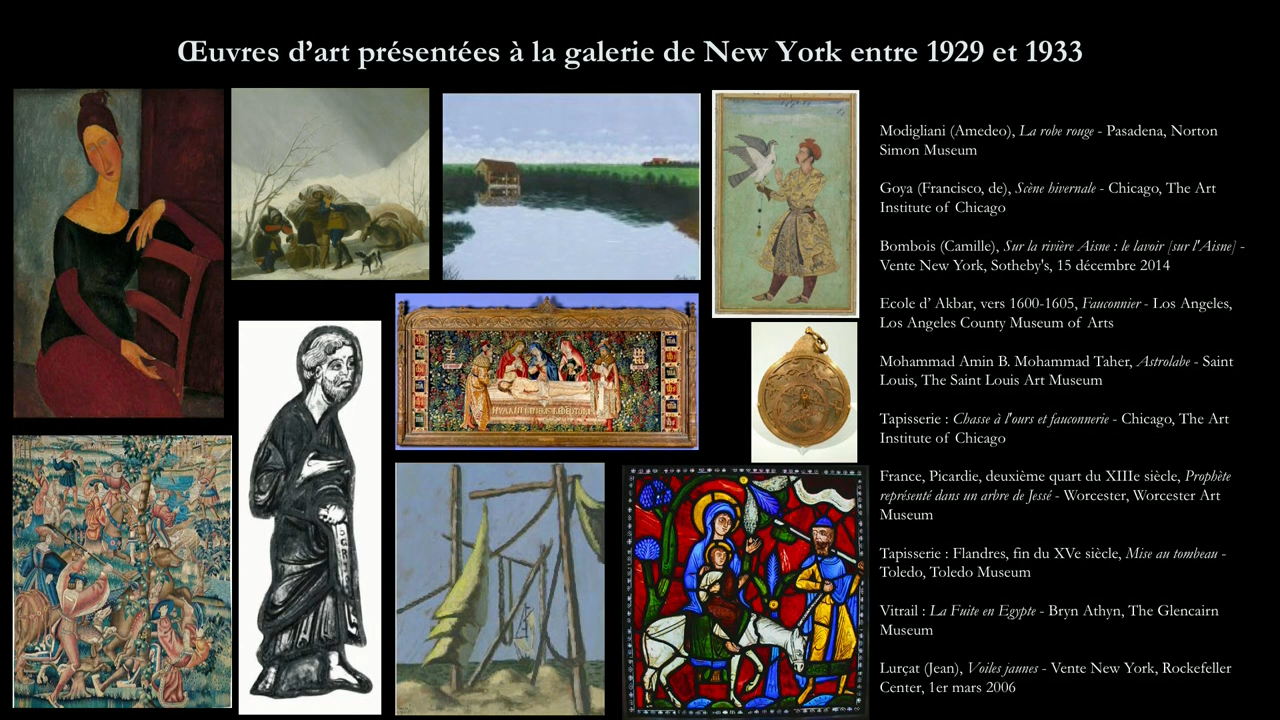 Œuvres d’art présentées à la galerie de New York entre 1929 et 1933
Modigliani (Amedeo), La robe rouge - Pasadena, Norton
Simon Museum
Goya (Francisco, de), Scène hivernale - Chicago, The Art
Institute of Chicago
Bombois (Camille), Sur la rivière Aisne : le lavoir [sur l'Aisne] -
Vente New York, Sotheby's, 15 décembre 2014
Ecole d’ Akbar, vers 1600-1605, Fauconnier - Los Angeles,
Los Angeles County Museum of Arts
Mohammad Amin B. Mohammad Taher, Astrolabe - Saint
Louis, The Saint Louis Art Museum
Tapisserie : Chasse à l'ours et fauconnerie - Chicago, The Art
Institute of Chicago
France, Picardie, deuxième quart du XIIIe siècle, Prophète
représenté dans un arbre de Jessé - Worcester, Worcester Art
Museum
Tapisserie : Flandres, fin du XVe siècle, Mise au tombeau -
Toledo, Toledo Museum
Vitrail : La Fuite en Egypte - Bryn Athyn, The Glencairn
Museum
Lurçat (Jean), Voiles jaunes - Vente New York, Rockefeller
Center, 1er mars 2006